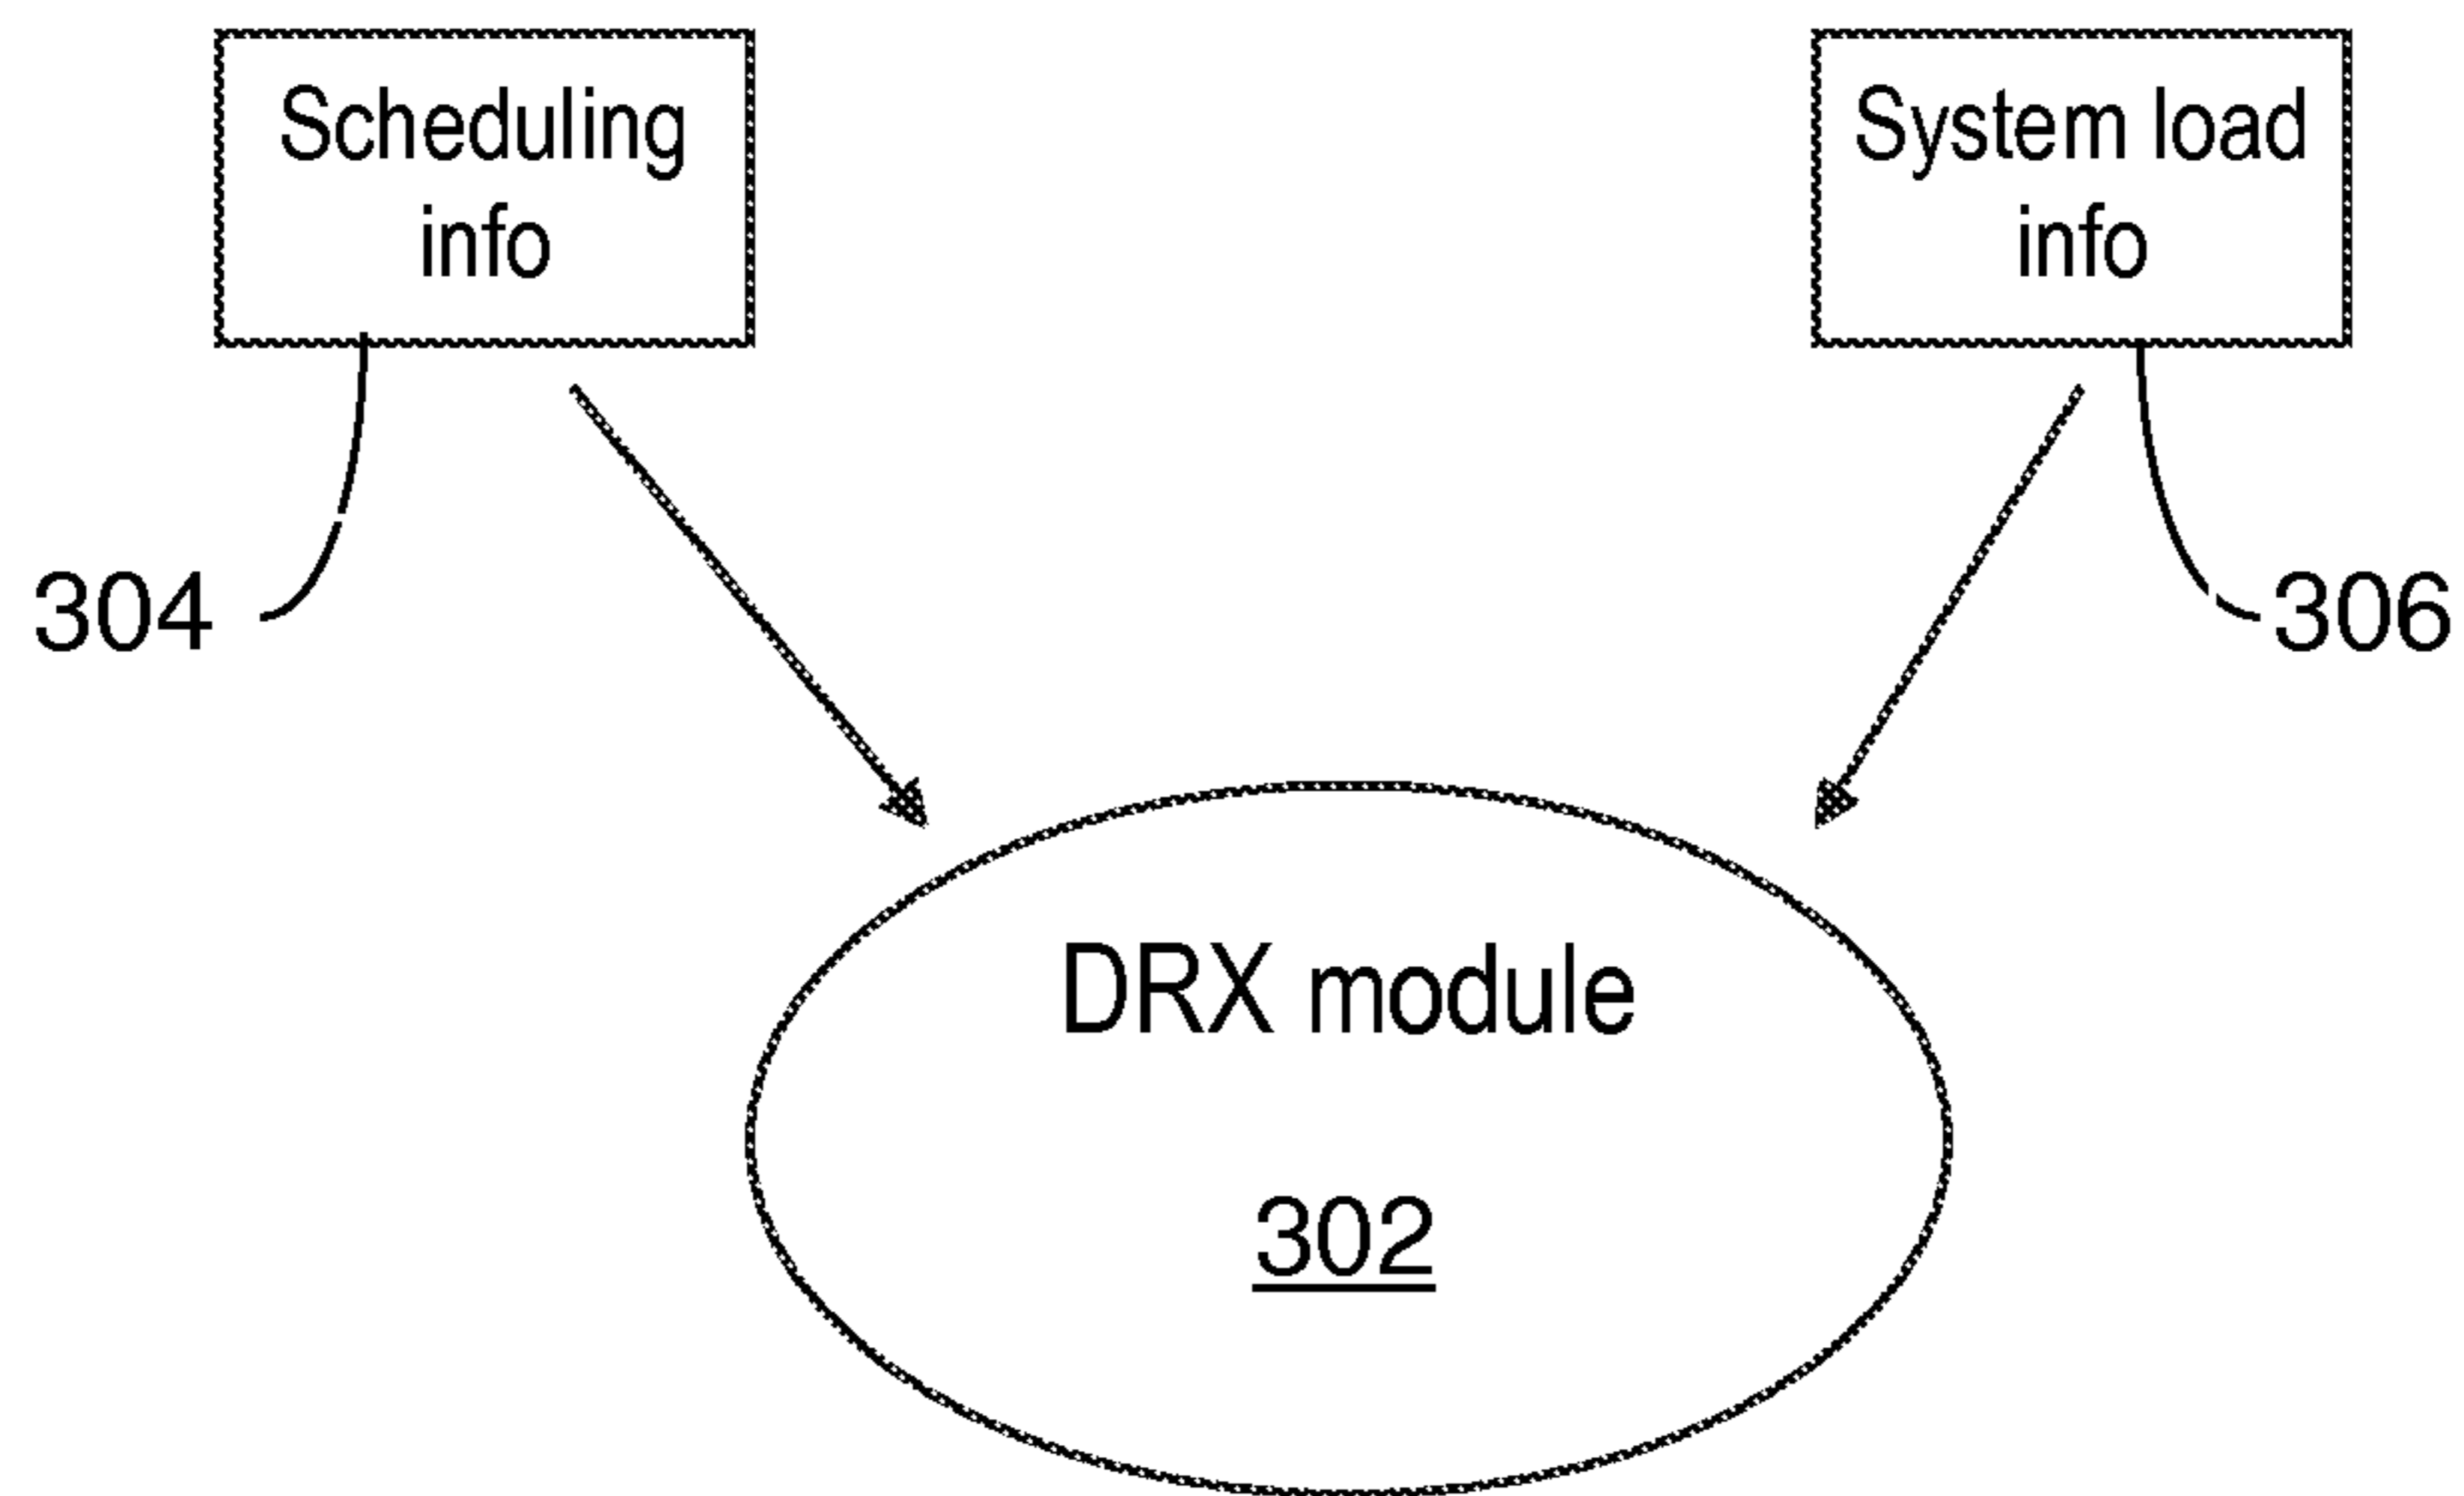 Scheduling
info
System load
info
304
306
DRX module
302